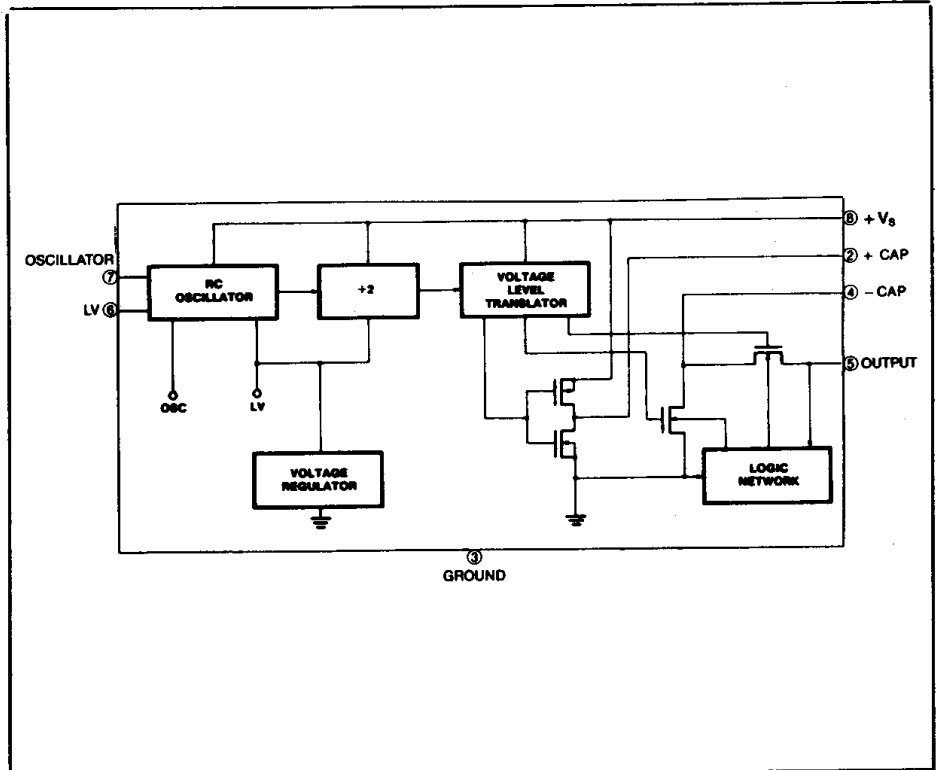 ⑧ + VS
② + CAP
④ − CAP
⑤ OUTPUT
OSCILLATOR
⑦
LV ⑥
RC
OSCILLATOR
÷2
VOLTAGE
LEVEL
TRANSLATOR
OSC
LV
VOLTAGE
REGULATOR
LOGIC
NETWORK
③
GROUND